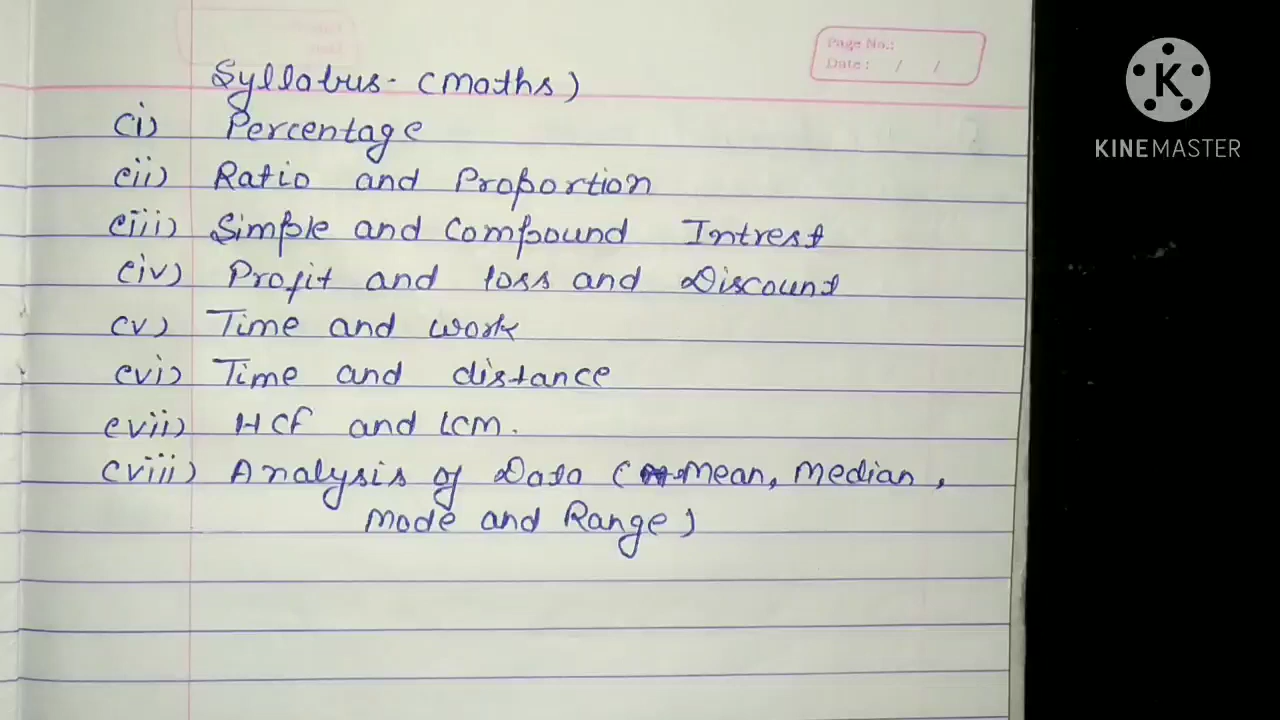 Page No.:
Date : / /
K
KINEMASTER
Syllabus - (Maths)
(i) Percentage
(ii) Ratio and Proportion
(iii) Simple and Compound Intrest
(iv) Profit and loss and Discount
(v) Time and work
(vi) Time and distance
(vii) HCF and LCM.
(viii) Analysis of Data (Mean, Median,
Mode and Range)